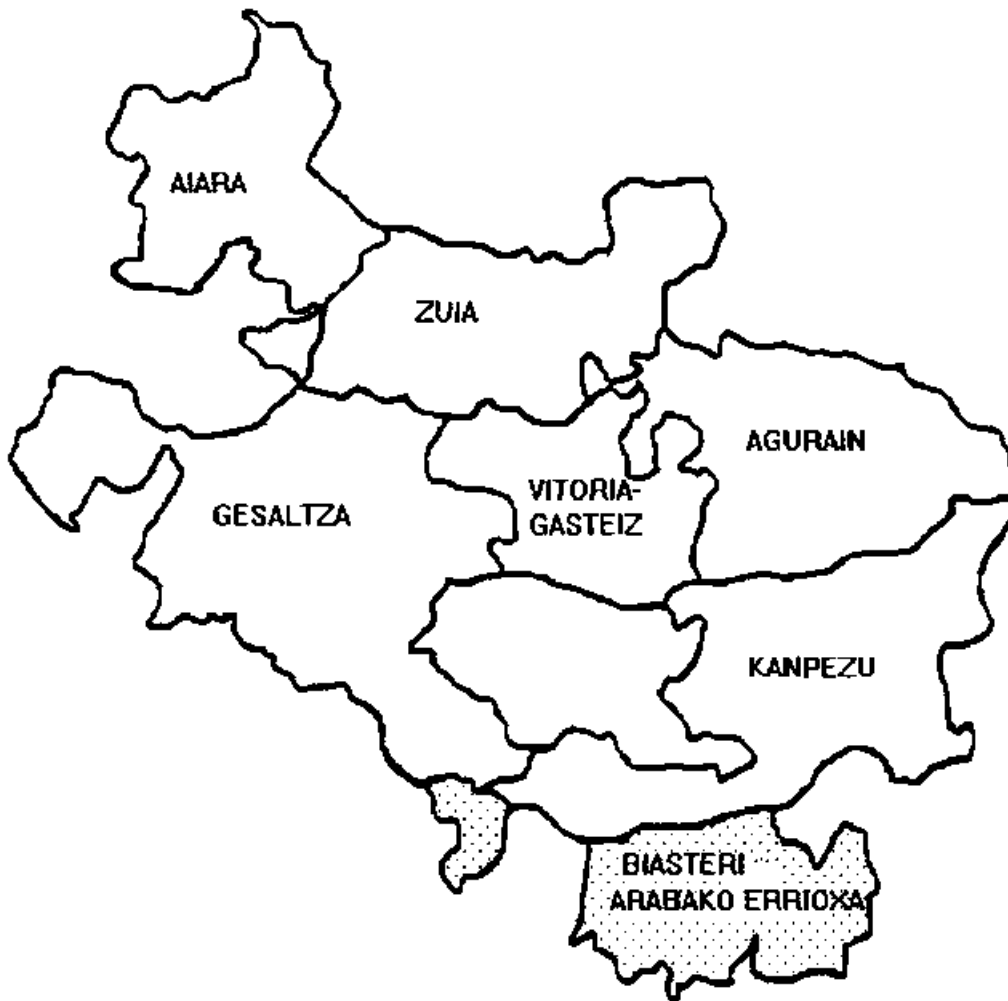 AIARA
ZUIA
AGURAIN
GESALTZA
VITORIA-
GASTEIZ
KANPEZU
BIASTERI
ARABAKO ERRIOXA